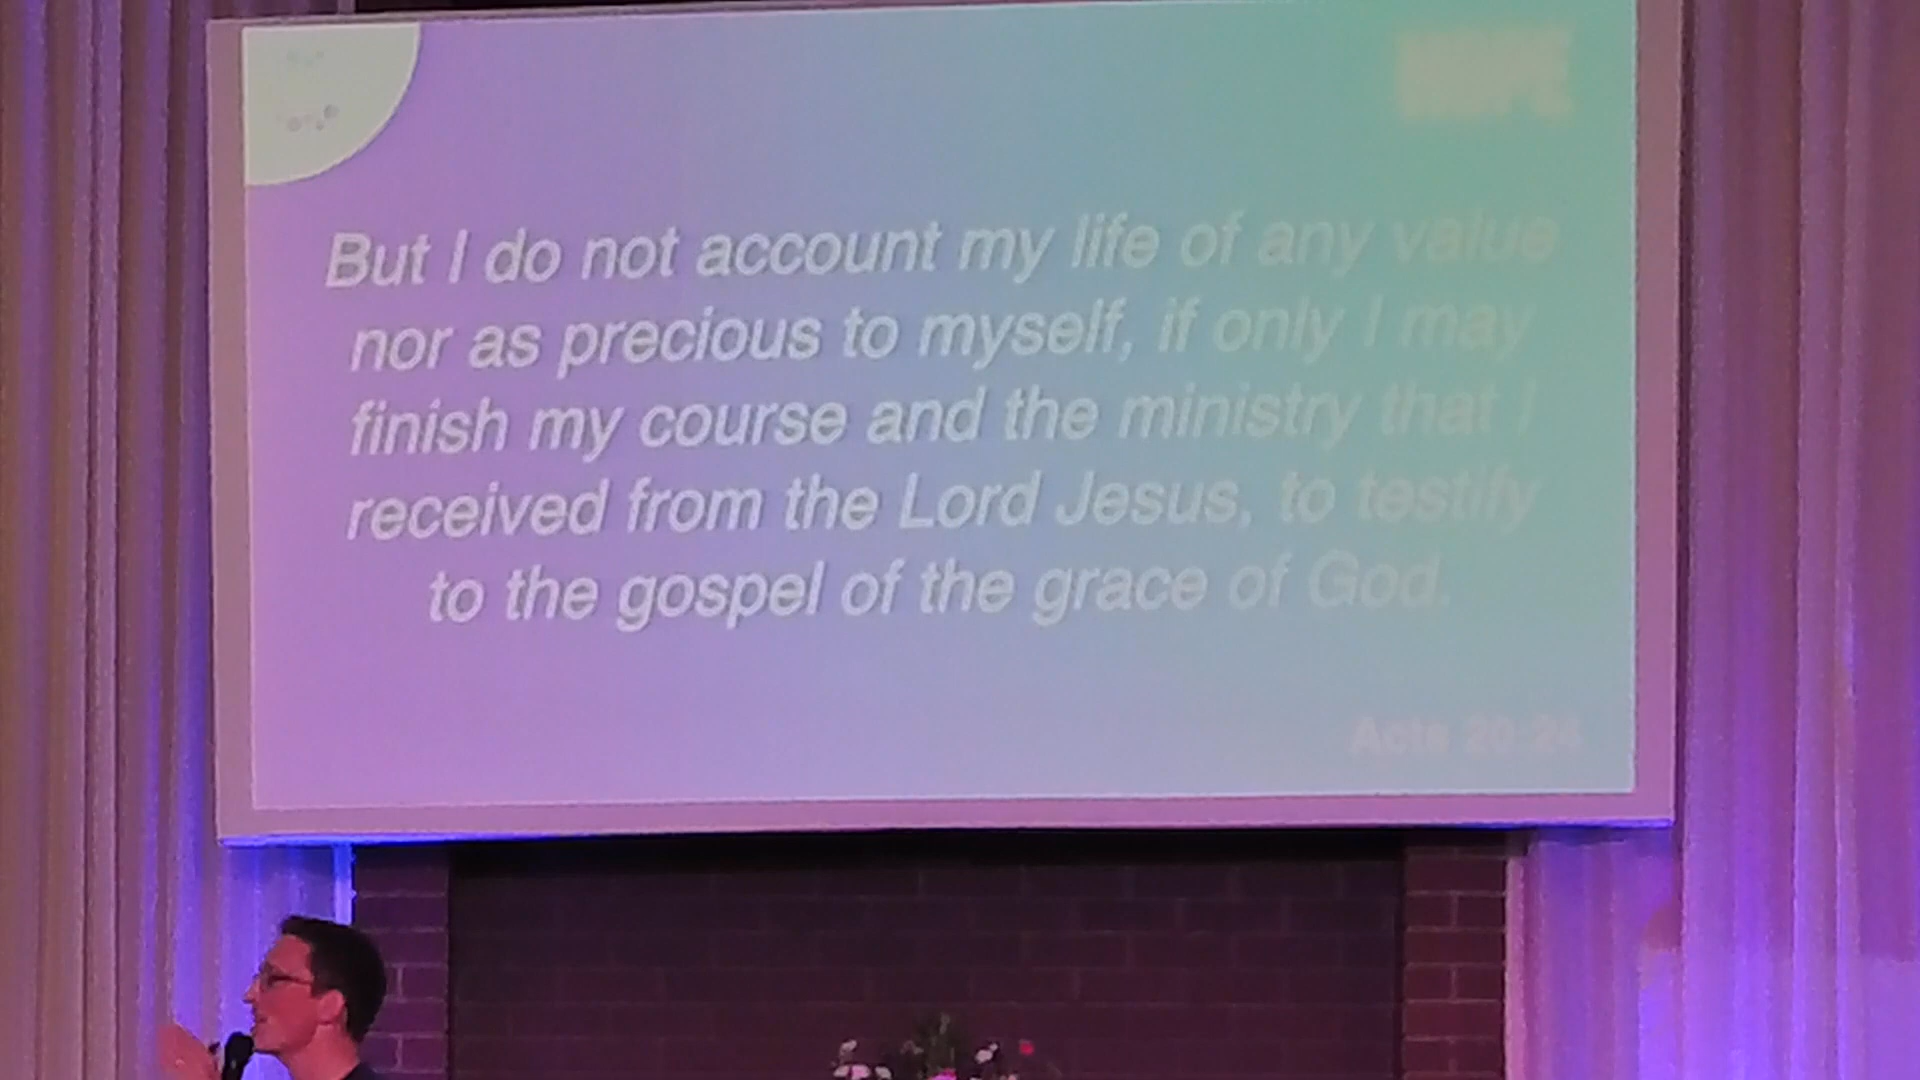 But I do not account my life of any value
nor as precious to myself, if only I may
finish my course and the ministry that I
received from the Lord Jesus, to testify
to the gospel of the grace of God.
Acts 20:24